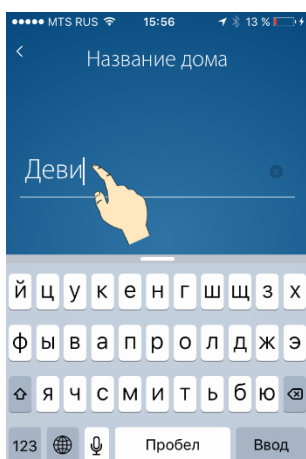 ●●●●● MTS RUS 15:56 13 %
Название дома
Деви
й ц у к е н г ш щ з х
ф ы в а п р о л д ж э
я ч с м и т ь б ю
123 Пробел Ввод